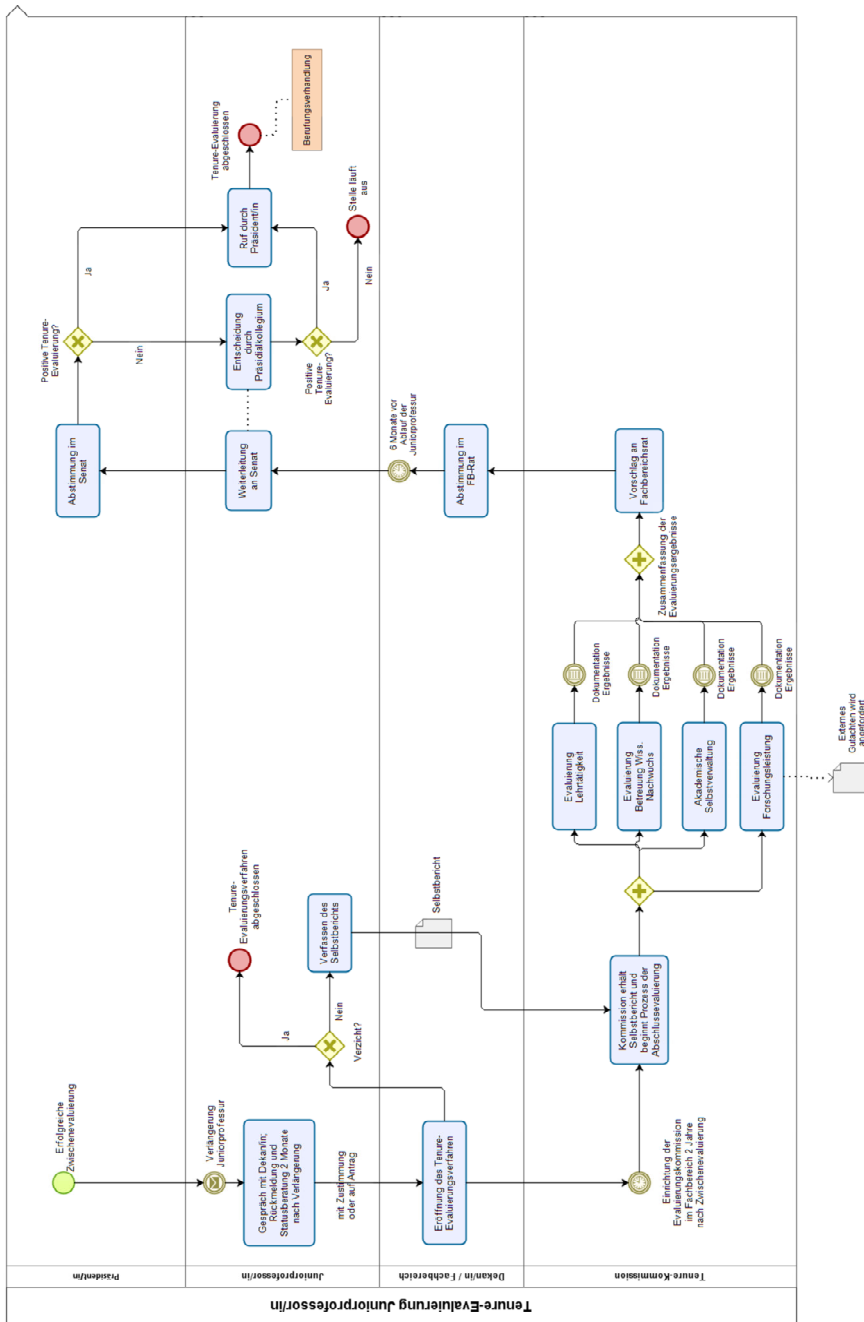 Tenure-Evaluierung Juniorprofessor/in
Präsident/in
Juniorprofessor/in
Dekan/in / Fachbereich
Tenure-Kommission
Erfolgreiche
Zwischenevaluierung
Verlängerung
Juniorprofessur
Gespräch mit Dekan/in;
Rückmeldung und
Statusberatung 2 Monate
nach Verlängerung
mit Zustimmung
oder auf Antrag
Eröffnung des Tenure-
Evaluierungsverfahren
Einrichtung der
Evaluierungskommission
im Fachbereich 2 Jahre
nach Zwischenevaluierung
Verzicht?
Ja
Nein
Tenure-
Evaluierungsverfahren
abgeschlossen
Verfassen des
Selbstberichts
Selbstbericht
Kommission erhält
Selbstbericht und
beginnt Prozess der
Abschlussevaluierung
Evaluierung
Lehrtätigkeit
Evaluierung
Betreuung Wiss.
Nachwuchs
Akademische
Selbstverwaltung
Evaluierung
Forschungsleistung
Externes
Gutachten wird
angefordert
Dokumentation
Ergebnisse
Dokumentation
Ergebnisse
Dokumentation
Ergebnisse
Dokumentation
Ergebnisse
Zusammenfassung der
Evaluierungsergebnisse
Vorschlag an
Fachbereichsrat
Abstimmung im
FB-Rat
6 Monate vor
Ablauf der
Juniorprofessur
Weiterleitung
an Senat
Abstimmung im
Senat
Positive Tenure-
Evaluierung?
Ja
Nein
Entscheidung
durch
Präsidialkollegium
Positive
Tenure-
Evaluierung?
Ja
Nein
Ruf durch
Präsident/in
Stelle läuft
aus
Tenure-Evaluierung
abgeschlossen
Berufungsverhandlung